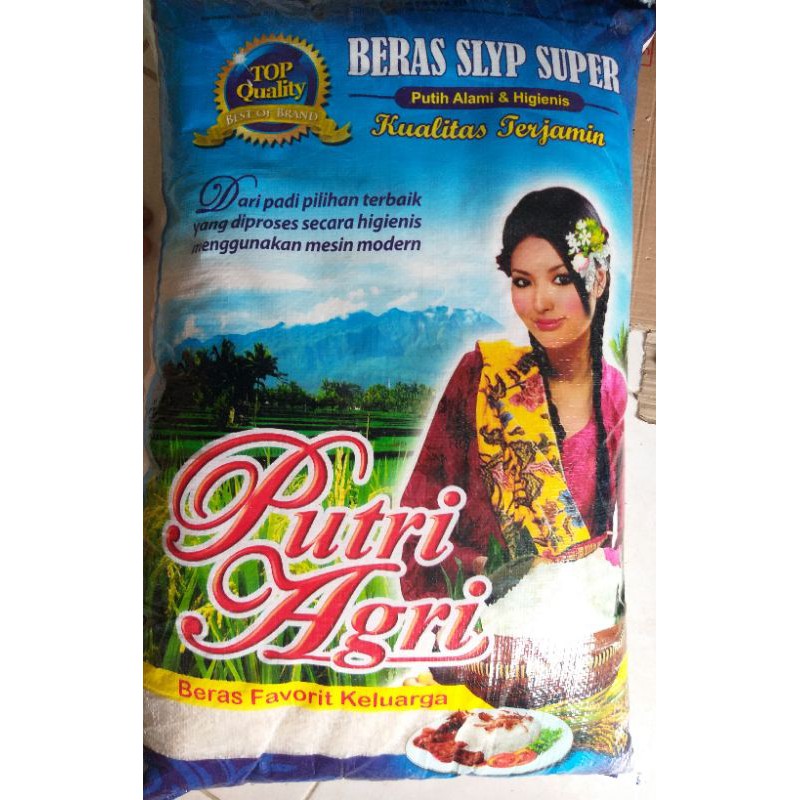 TOP
Quality
BEST OF BRAND
BERAS SLYP SUPER
Putih Alami & Higienis
Kualitas Terjamin
Dari padi pilihan terbaik
yang diproses secara higienis
menggunakan mesin modern
Putri
Agri
Beras Favorit Keluarga